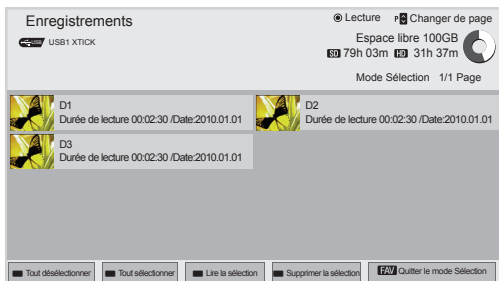 Enregistrements
Lecture P Changer de page
USB USB1 XTICK
Espace libre 100GB
SD 79h 03m HD 31h 37m
Mode Sélection 1/1 Page
D1
Durée de lecture 00:02:30 /Date:2010.01.01
D2
Durée de lecture 00:02:30 /Date:2010.01.01
D3
Durée de lecture 00:02:30 /Date:2010.01.01
Tout désélectionner Tout sélectionner Lire la sélection Supprimer la sélection FAV Quitter le mode Sélection